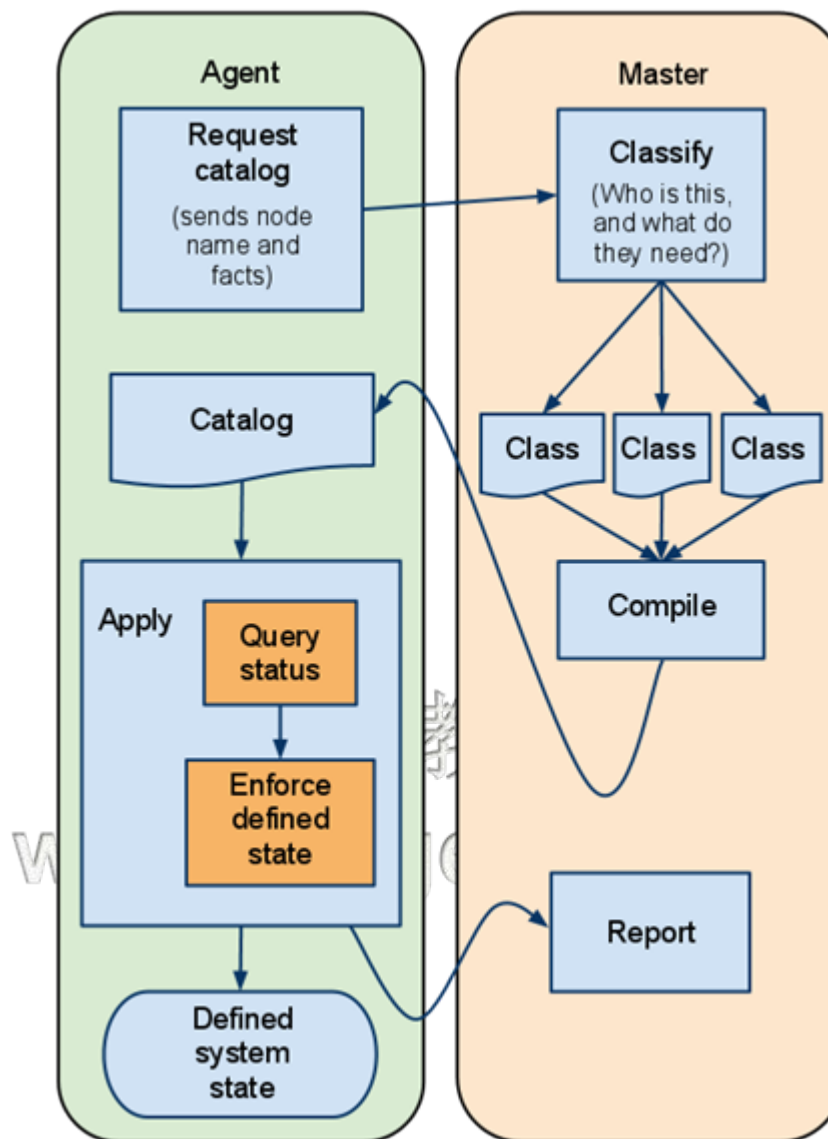 Agent
Request
catalog
(sends node
name and
facts)
Catalog
Apply
Query
status
Enforce
defined
state
Defined
system
state
Master
Classify
(Who is this,
and what do
they need?)
Class
Class
Class
Compile
Report